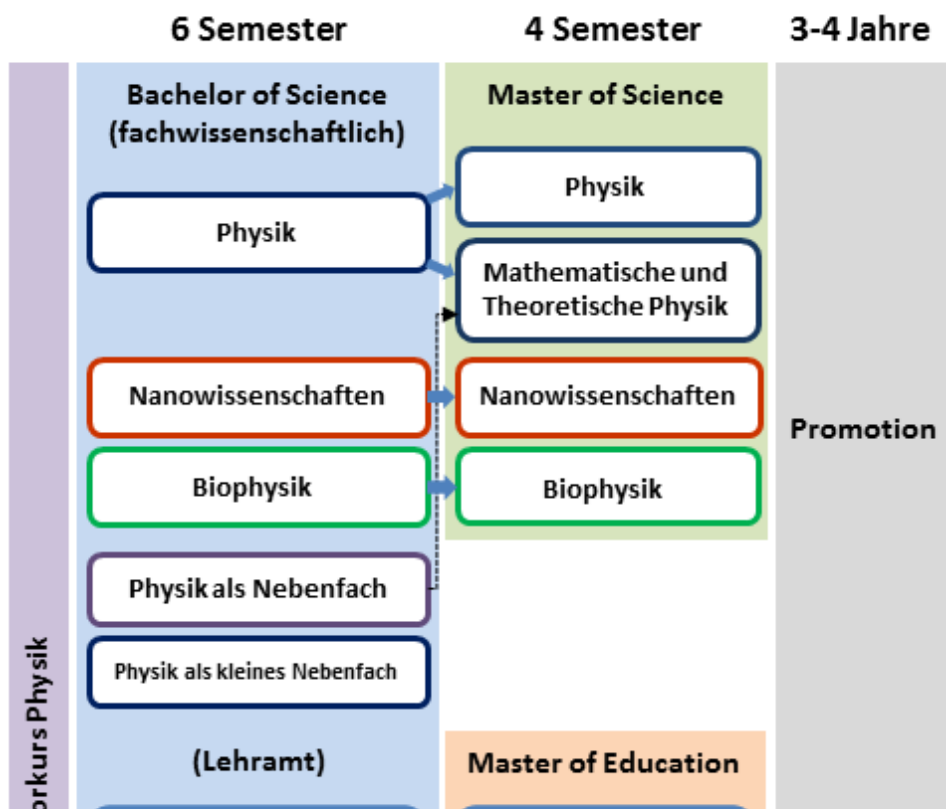 6 Semester
4 Semester
3-4 Jahre
Bachelor of Science
(fachwissenschaftlich)
Master of Science
Physik
Physik
Mathematische und
Theoretische Physik
Nanowissenschaften
Nanowissenschaften
Promotion
Biophysik
Biophysik
Physik als Nebenfach
Physik als kleines Nebenfach
orkurs Physik
(Lehramt)
Master of Education